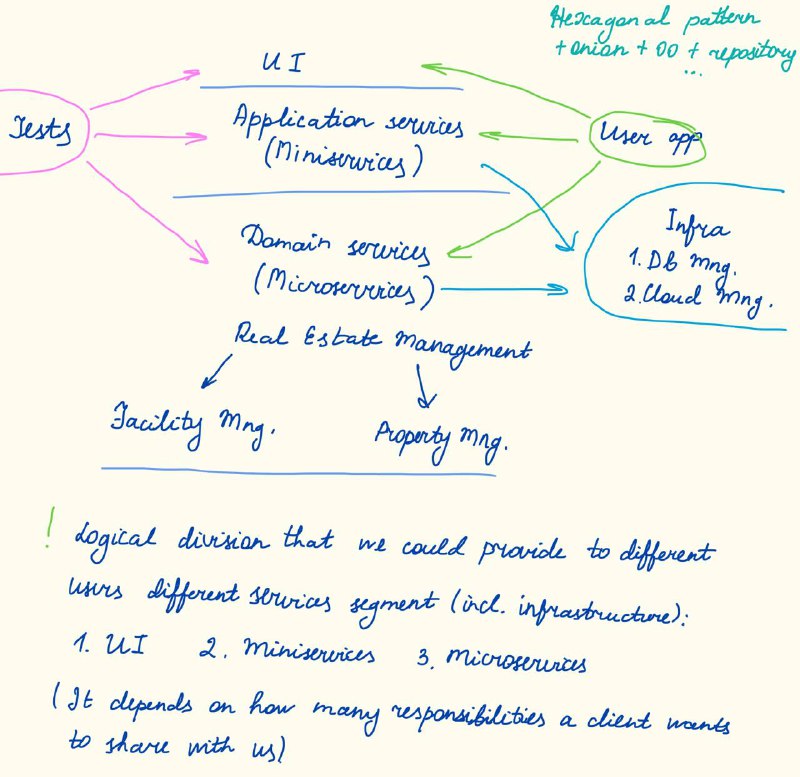 Hexagonal pattern
+ onion + OO + repository
...
UI
Tests
Application services
(Miniservices)
User app
Domain services
(Microservices)
Infra
1. Db Mng.
2. Cloud Mng.
Real Estate Management
Facility Mng.
Property Mng.
! Logical division that we could provide to different
users different services segment (incl. infrastructure):
1. UI 2. Miniservices 3. Microservices
(It depends on how many responsibilities a client wants
to share with us)